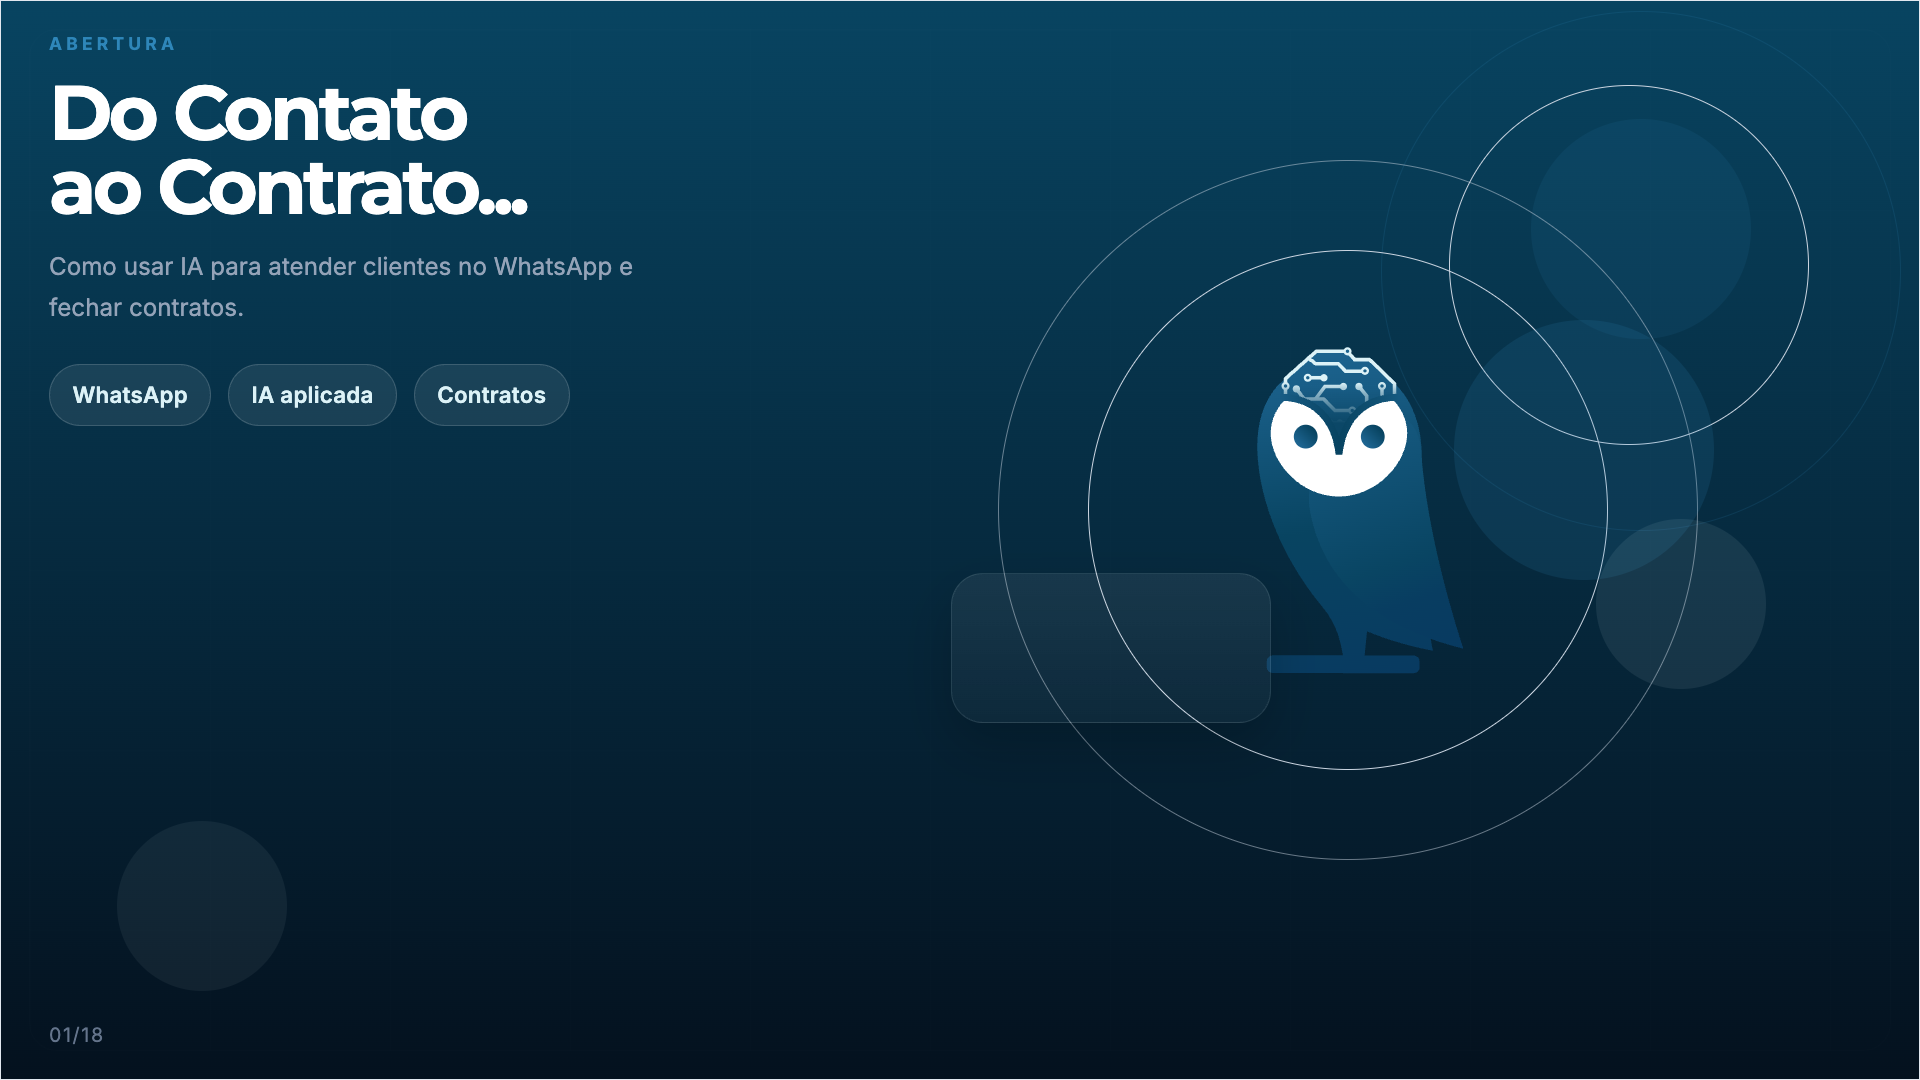 ABERTURA
Do Contato
ao Contrato...
Como usar IA para atender clientes no WhatsApp e
fechar contratos.
WhatsApp
IA aplicada
Contratos
01/18